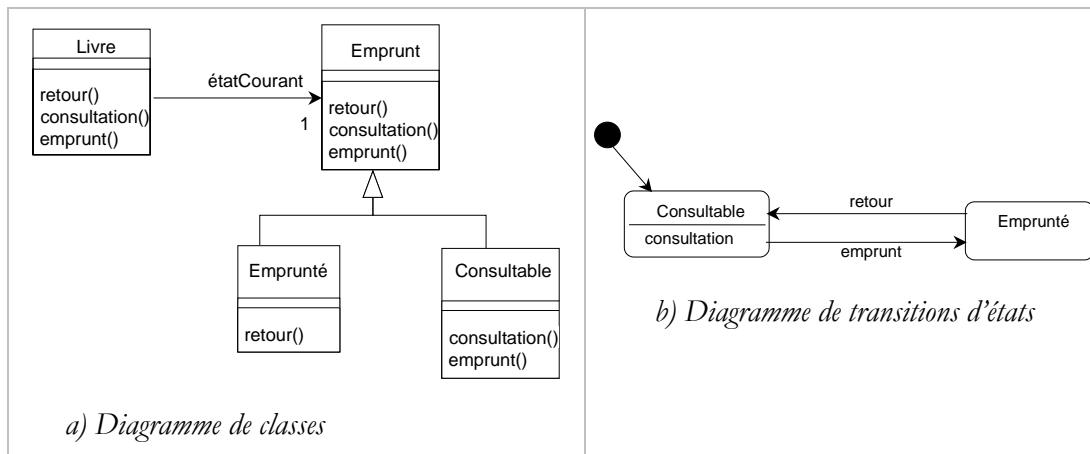 Livre
retour()
consultation()
emprunt()
étatCourant
1
Emprunt
retour()
consultation()
emprunt()
Emprunté
retour()
Consultable
consultation()
emprunt()
a) Diagramme de classes
Consultable
consultation
retour
emprunt
Emprunté
b) Diagramme de transitions d'états